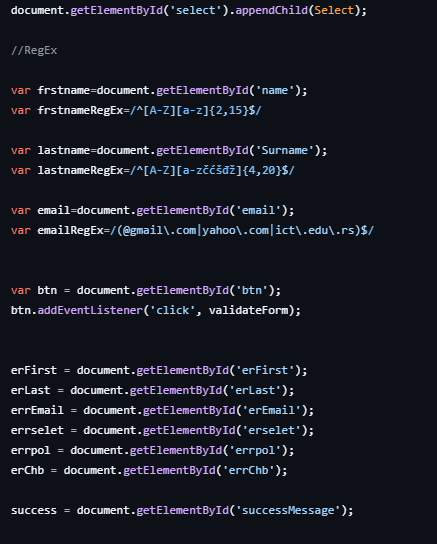 document.getElementById('select').appendChild(Select);
//RegEx
var frstname=document.getElementById('name');
var frstnameRegEx=/^[A-Z][a-z]{2,15}$/
var lastname=document.getElementById('Surname');
var lastnameRegEx=/^[A-Z][a-zčćšđž]{4,20}$/
var email=document.getElementById('email');
var emailRegEx=/(@gmail\.com|yahoo\.com|ict\.edu\.rs)$/
var btn = document.getElementById('btn');
btn.addEventListener('click', validateForm);
erFirst = document.getElementById('erFirst');
erLast = document.getElementById('erLast');
errEmail = document.getElementById('erEmail');
errselet = document.getElementById('erselet');
errpol = document.getElementById('errpol');
erChb = document.getElementById('errChb');
success = document.getElementById('successMessage');